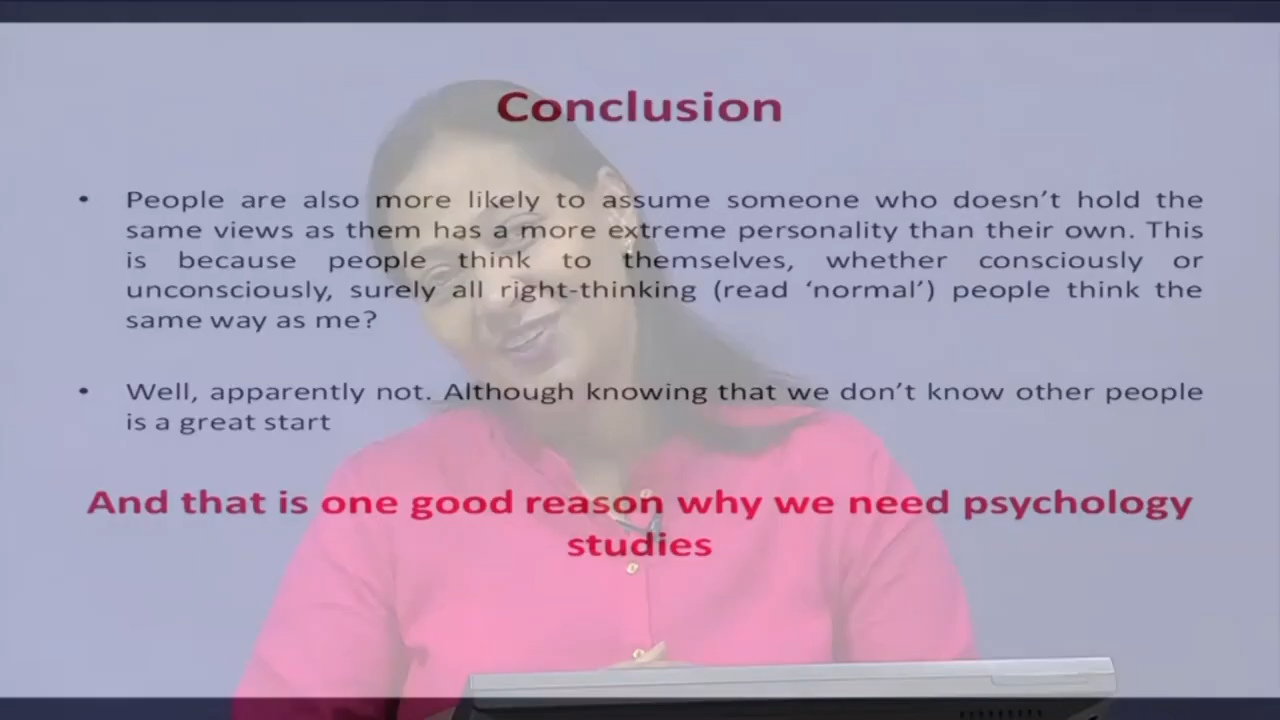 Conclusion
• People are also more likely to assume someone who doesn’t hold the
same views as them has a more extreme personality than their own. This
is because people think to themselves, whether consciously or
unconsciously, surely all right-thinking (read ‘normal’) people think the
same way as me?
• Well, apparently not. Although knowing that we don’t know other people
is a great start
And that is one good reason why we need psychology
studies